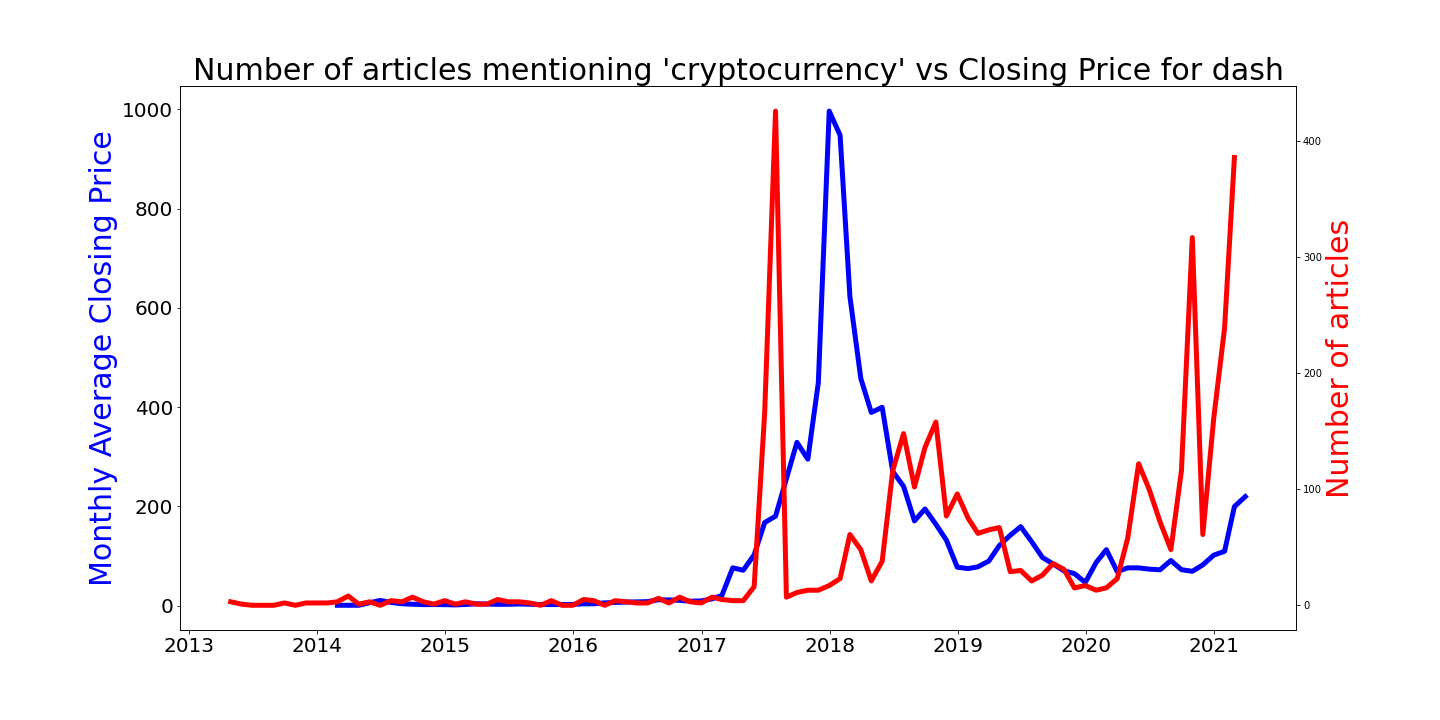 Number of articles mentioning 'cryptocurrency' vs Closing Price for dash
Monthly Average Closing Price
1000
800
600
400
200
0
400
300
200
100
0
Number of articles
2013 2014 2015 2016 2017 2018 2019 2020 2021